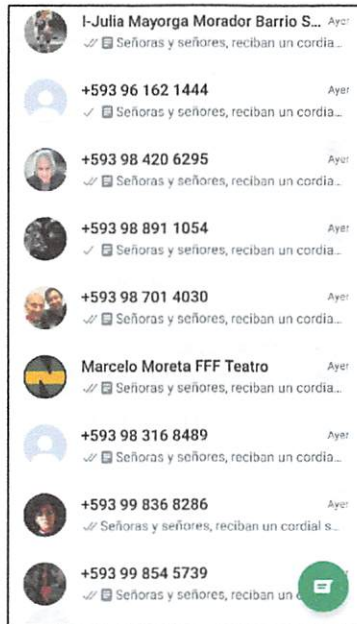 I-Julia Mayorga Morador Barrio S... Ayer
Señoras y señores, reciban un cordia...
+593 96 162 1444 Ayer
Señoras y señores, reciban un cordia...
+593 98 420 6295 Ayer
Señoras y señores, reciban un cordia...
+593 98 891 1054 Ayer
Señoras y señores, reciban un cordia...
+593 98 701 4030 Ayer
Señoras y señores, reciban un cordia...
Marcelo Moreta FFF Teatro Ayer
Señoras y señores, reciban un cordia...
+593 98 316 8489 Ayer
Señoras y señores, reciban un cordia...
+593 99 836 8286 Ayer
Señoras y señores, reciban un cordial s...
+593 99 854 5739 Ayer
Señoras y señores, reciban un